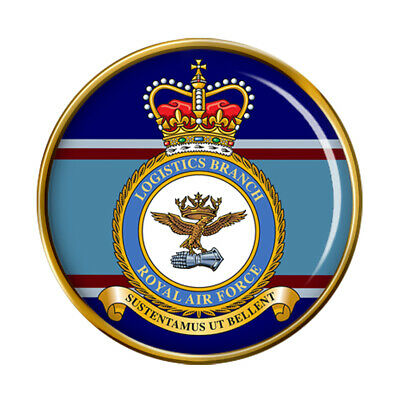 LOGISTICS BRANCH
ROYAL AIR FORCE
SUSTENTAMUS UT BELLENT